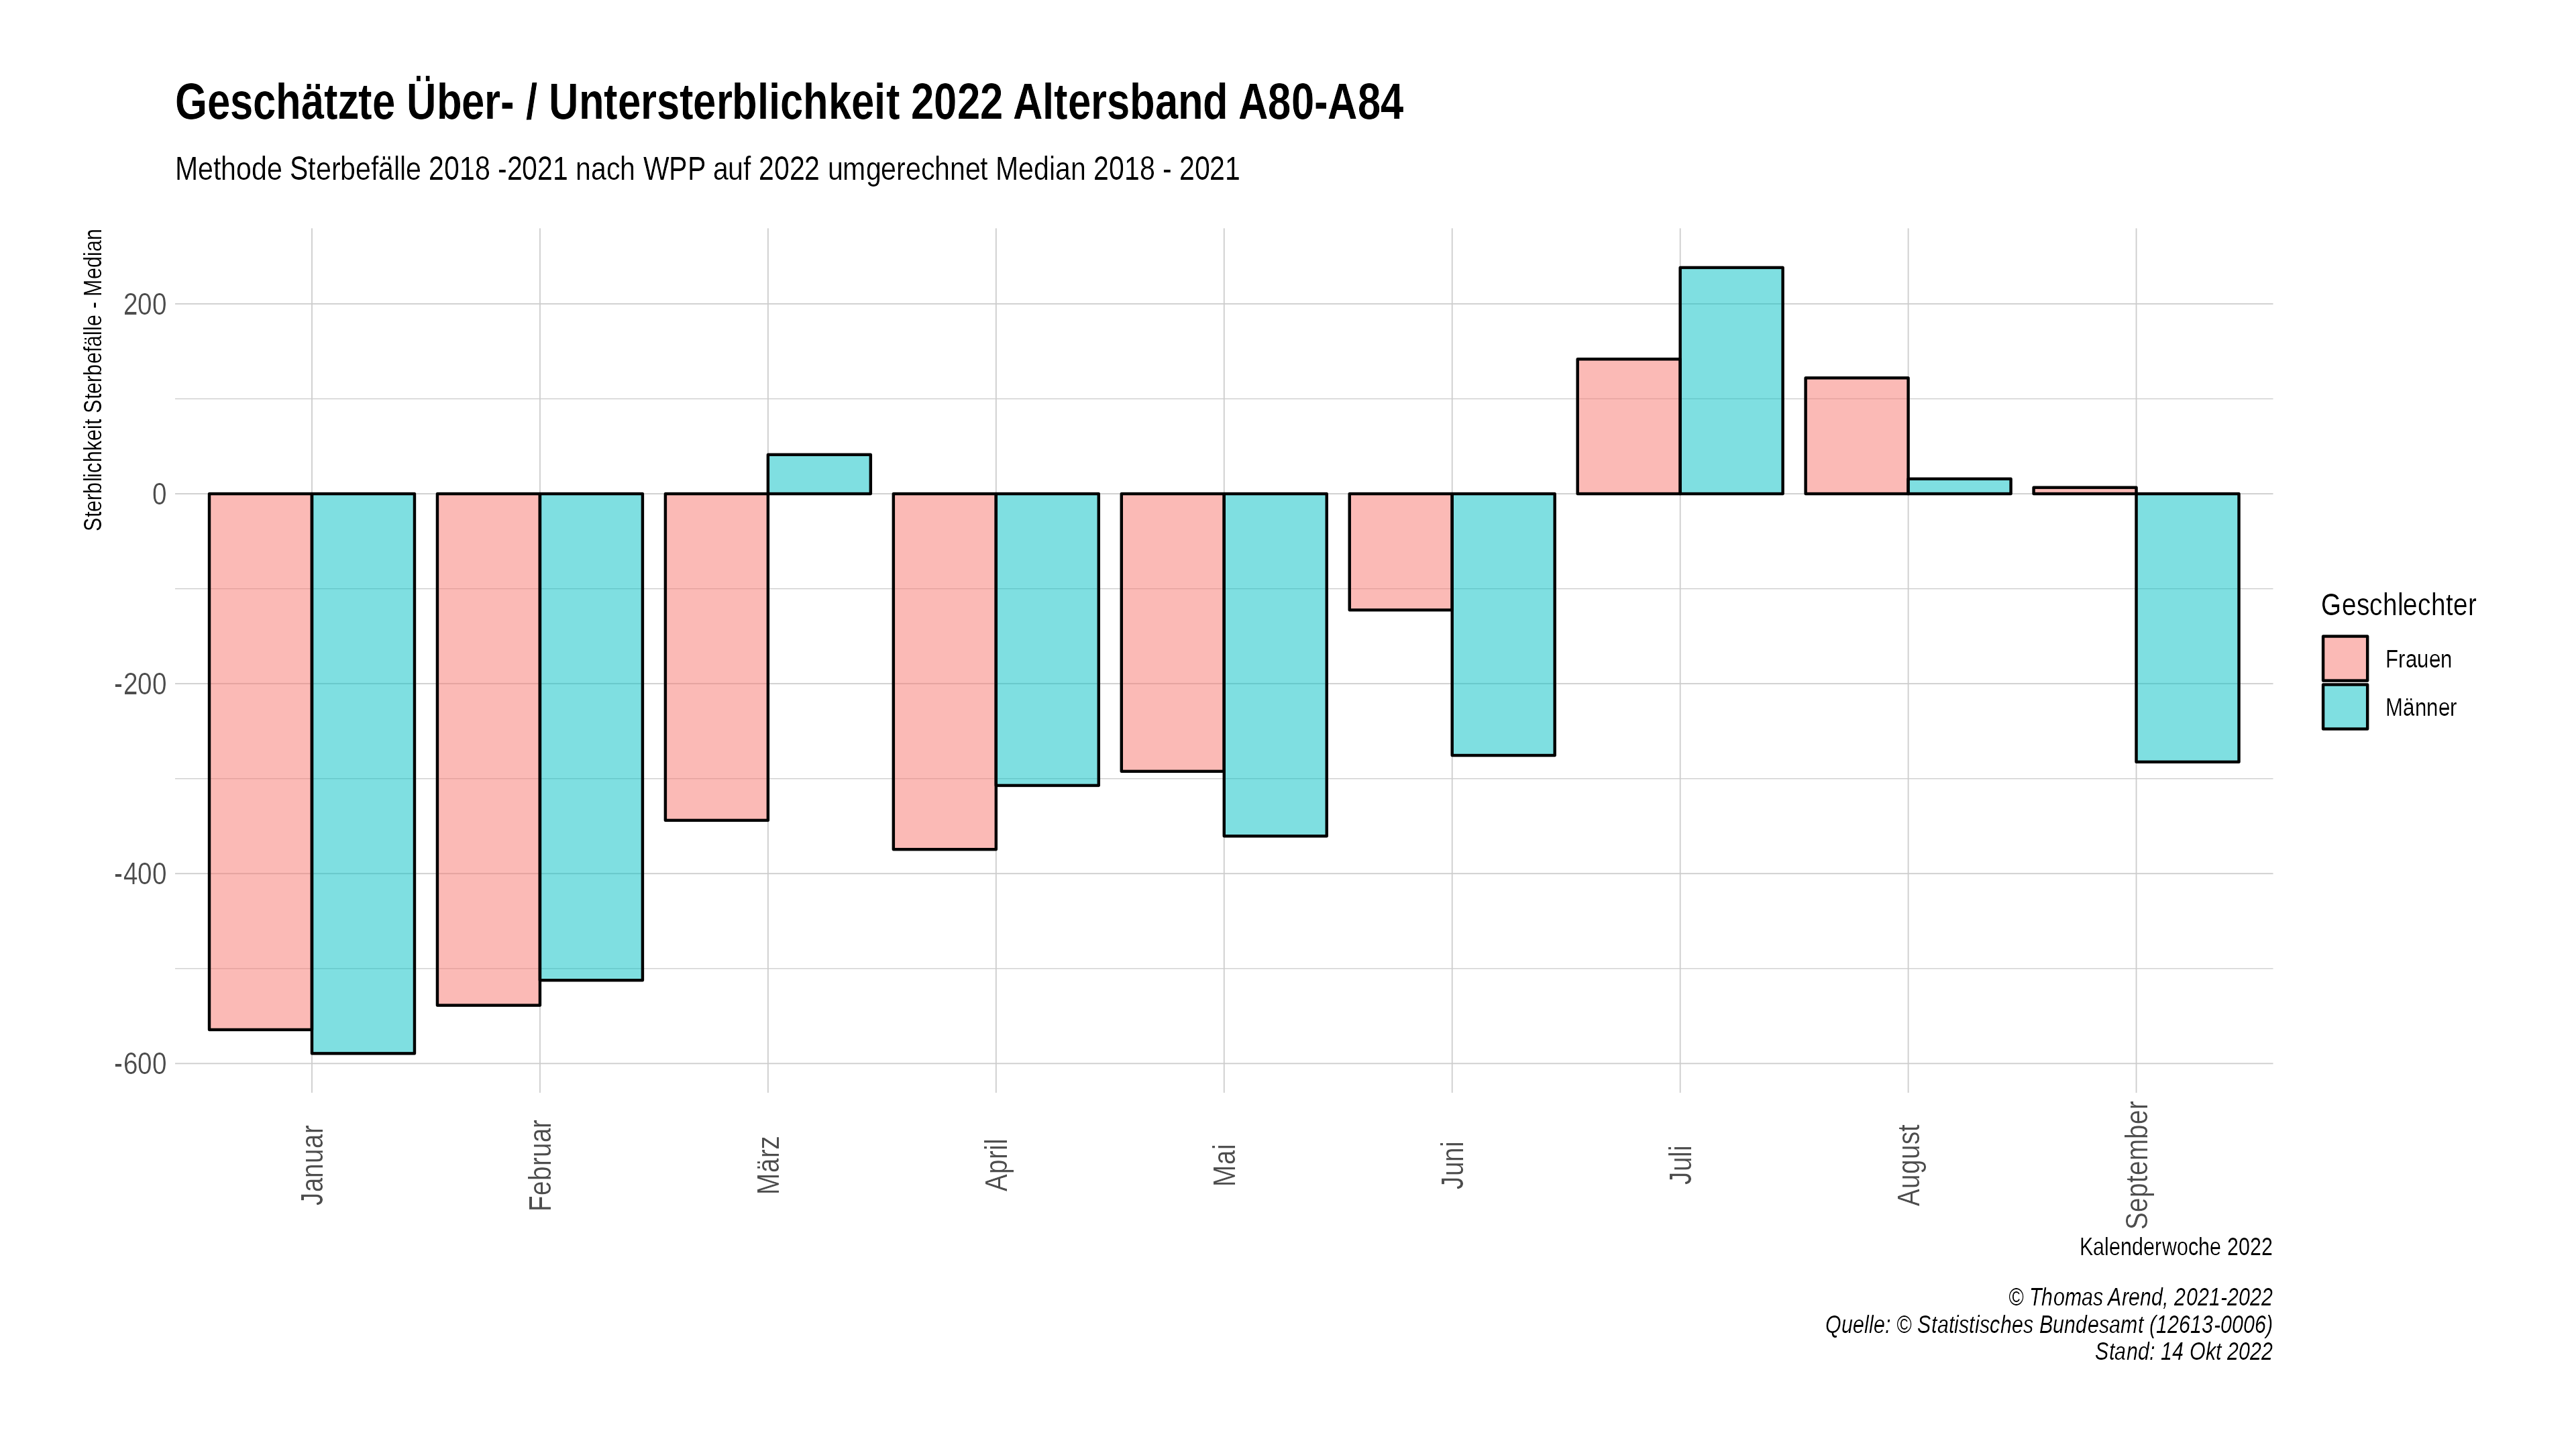 Geschätzte Über- / Untersterblichkeit 2022 Altersband A80-A84
Methode Sterbefälle 2018 -2021 nach WPP auf 2022 umgerechnet Median 2018 - 2021
Sterblichkeit Sterbefälle - Median
200
0
-200
-400
-600
Januar
Februar
März
April
Mai
Juni
Juli
August
September
Kalenderwoche 2022
Geschlechter
Frauen
Männer
© Thomas Arend, 2021-2022
Quelle: © Statistisches Bundesamt (12613-0006)
Stand: 14 Okt 2022